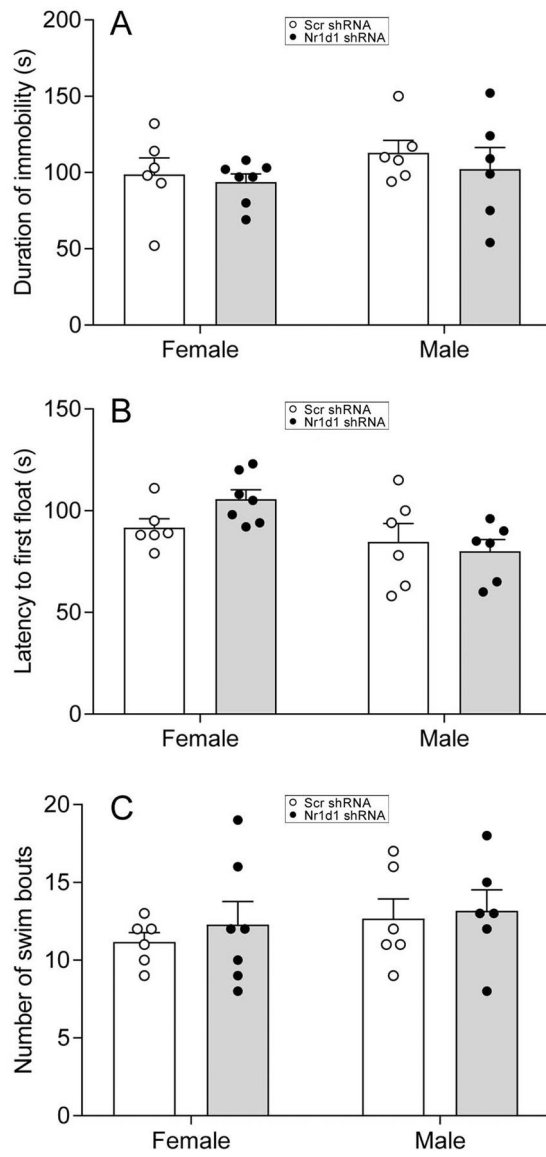 A
Scr shRNA
Nr1d1 shRNA
Duration of immobility (s)
200
150
100
50
0
Female Male
B
Scr shRNA
Nr1d1 shRNA
Latency to first float (s)
150
100
50
0
Female Male
C
Scr shRNA
Nr1d1 shRNA
Number of swim bouts
20
15
10
5
0
Female Male